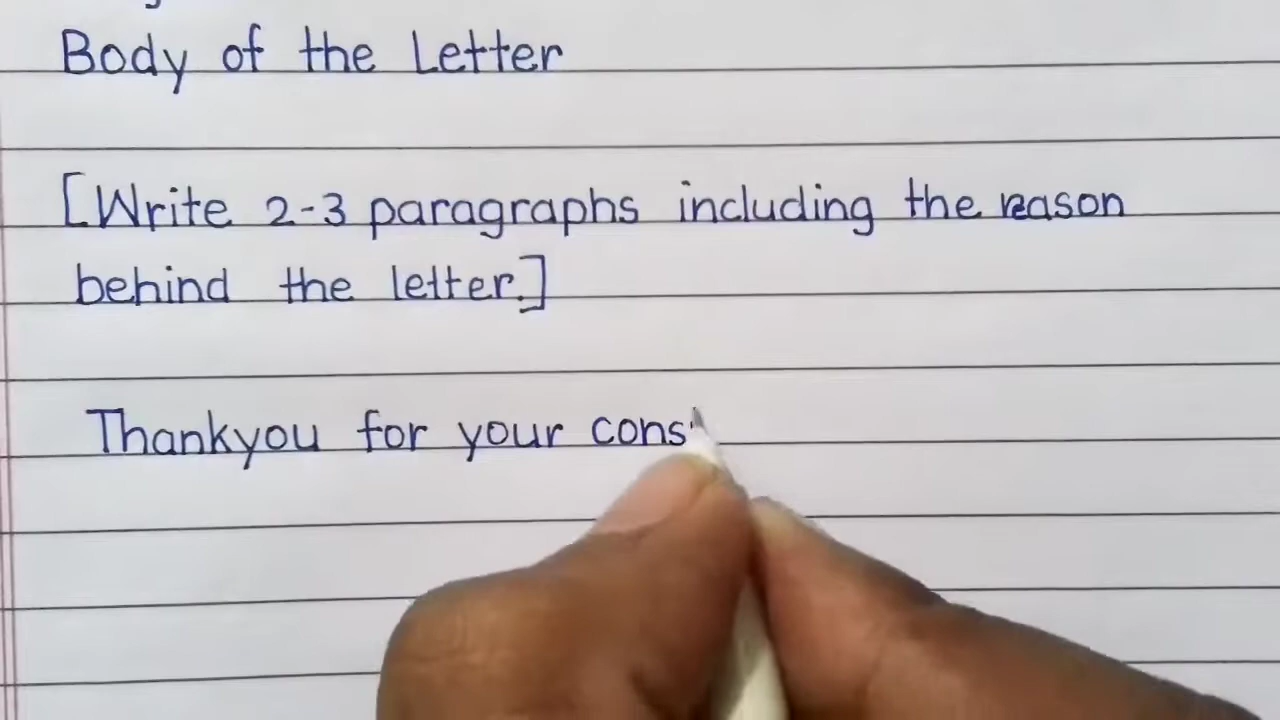 Body of the Letter
[Write 2-3 paragraphs including the reason
behind the letter.]
Thankyou for your cons